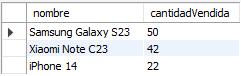 nombre cantidadVendida
Samsung Galaxy S23 50
Xiaomi Note C23 42
iPhone 14 22